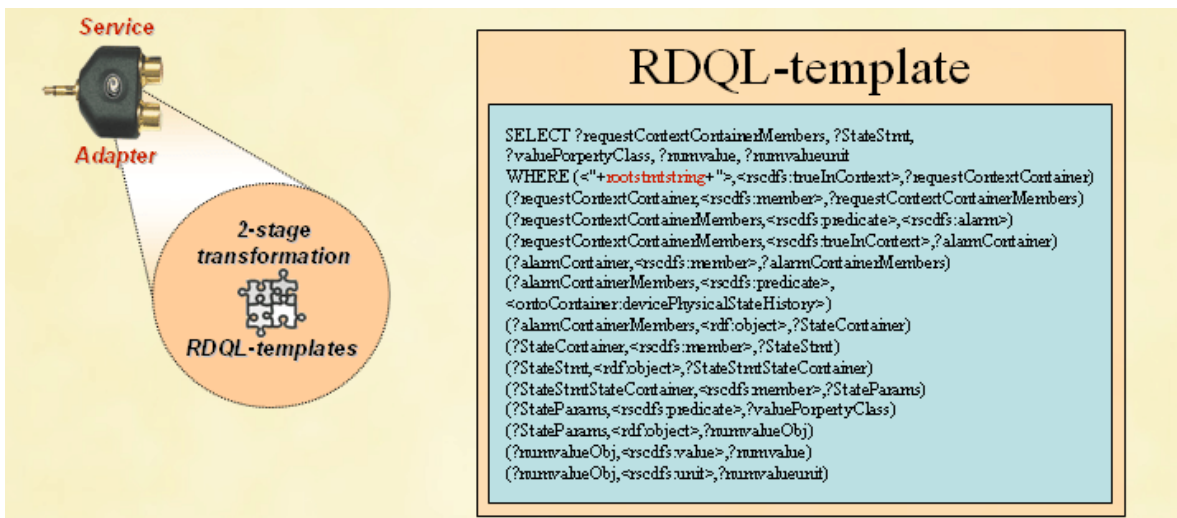 Service
Adapter
2-stage
transformation
RDQL-templates
RDQL-template
SELECT ?requestContextContainerMembers, ?StateStmt,
?valuePorpertyClass, ?numvalue, ?numvalueunit
WHERE (<"+rootstmtstring+">,<rscdfs:trueInContext>,?requestContextContainer)
(?requestContextContainer,<rscdfs:member>,?requestContextContainerMembers)
(?requestContextContainerMembers,<rscdfs:predicate>,<rscdfs:alarm>)
(?requestContextContainerMembers,<rscdfs:trueInContext>,?alarmContainer)
(?alarmContainer,<rscdfs:member>,?alarmContainerMembers)
(?alarmContainerMembers,<rscdfs:predicate>,
<ontoContainer:devicePhysicalStateHistory>)
(?alarmContainerMembers,<rdf:object>,?StateContainer)
(?StateContainer,<rscdfs:member>,?StateStmt)
(?StateStmt,<rdf:object>,?StateStmtStateContainer)
(?StateStmtStateContainer,<rscdfs:member>,?StateParams)
(?StateParams,<rscdfs:predicate>,?valuePorpertyClass)
(?StateParams,<rdf:object>,?numvalueObj)
(?numvalueObj,<rscdfs:value>,?numvalue)
(?numvalueObj,<rscdfs:unit>,?numvalueunit)